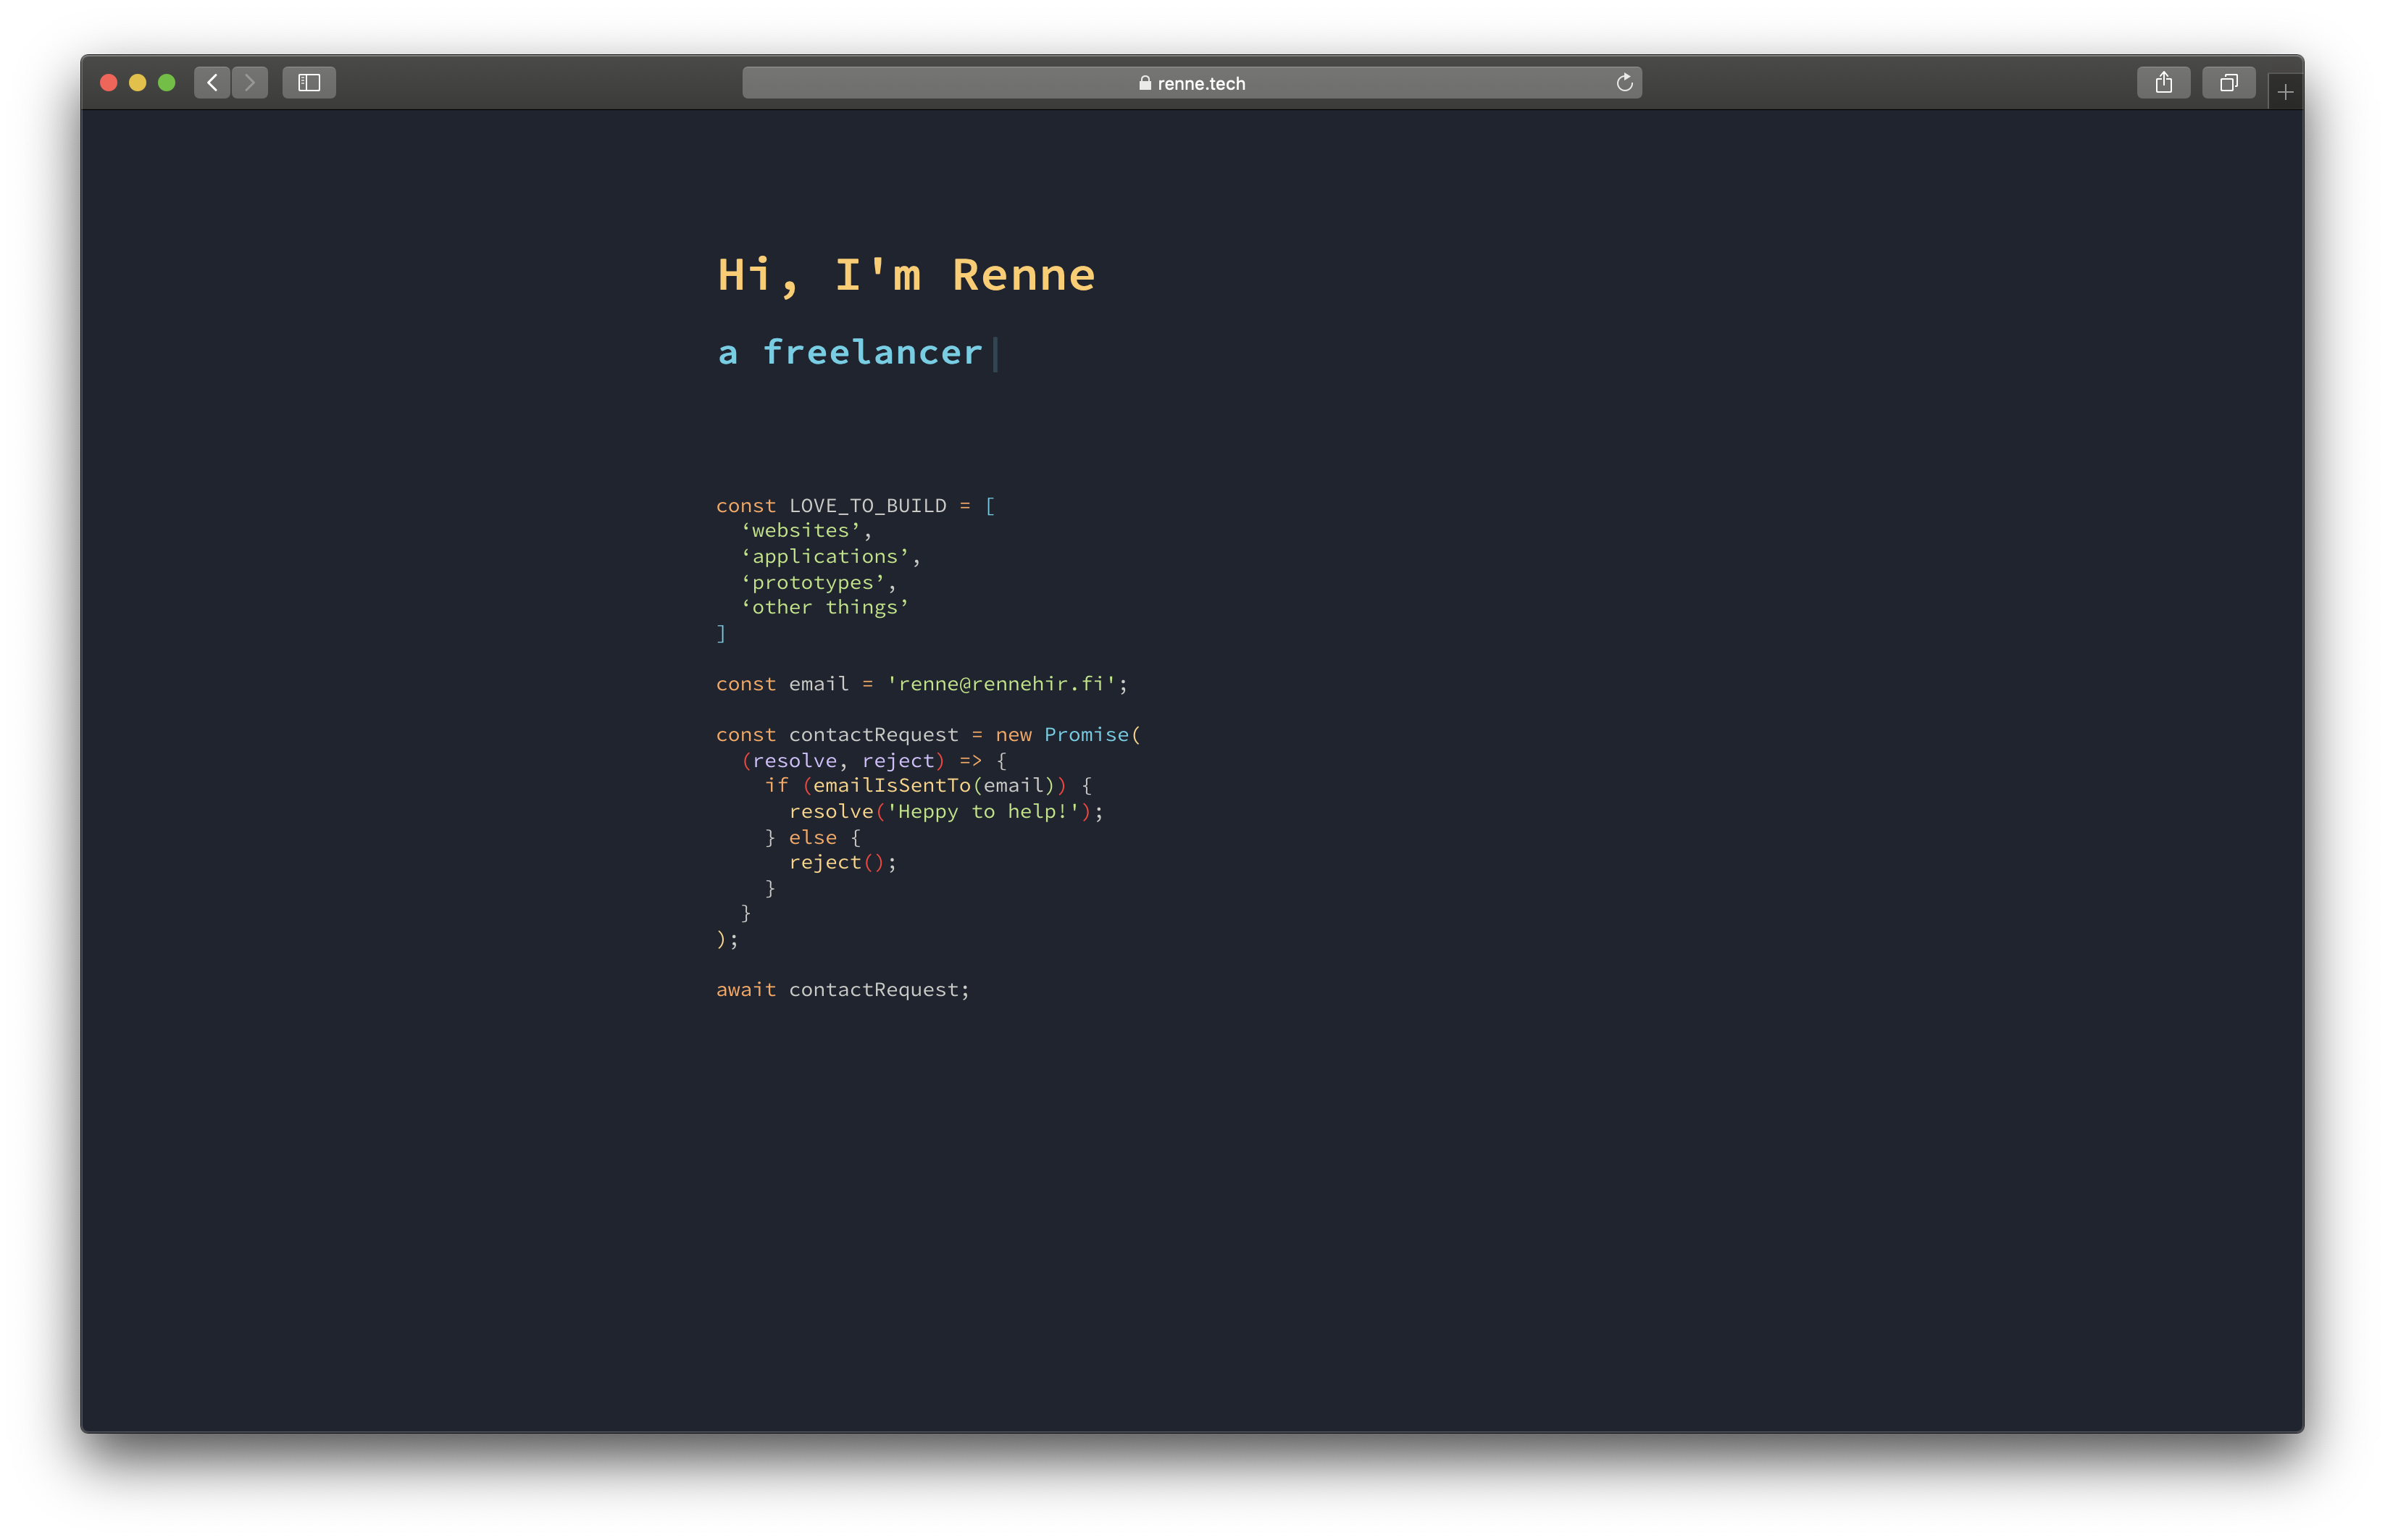 renne.tech
Hi, I'm Renne
a freelancer
const LOVE_TO_BUILD = [
  ‘websites’,
  ‘applications’,
  ‘prototypes’,
  ‘other things’
]
const email = 'renne@rennehir.fi';
const contactRequest = new Promise(
  (resolve, reject) => {
    if (emailIsSentTo(email)) {
      resolve('Heppy to help!');
    } else {
      reject();
    }
  }
);
await contactRequest;